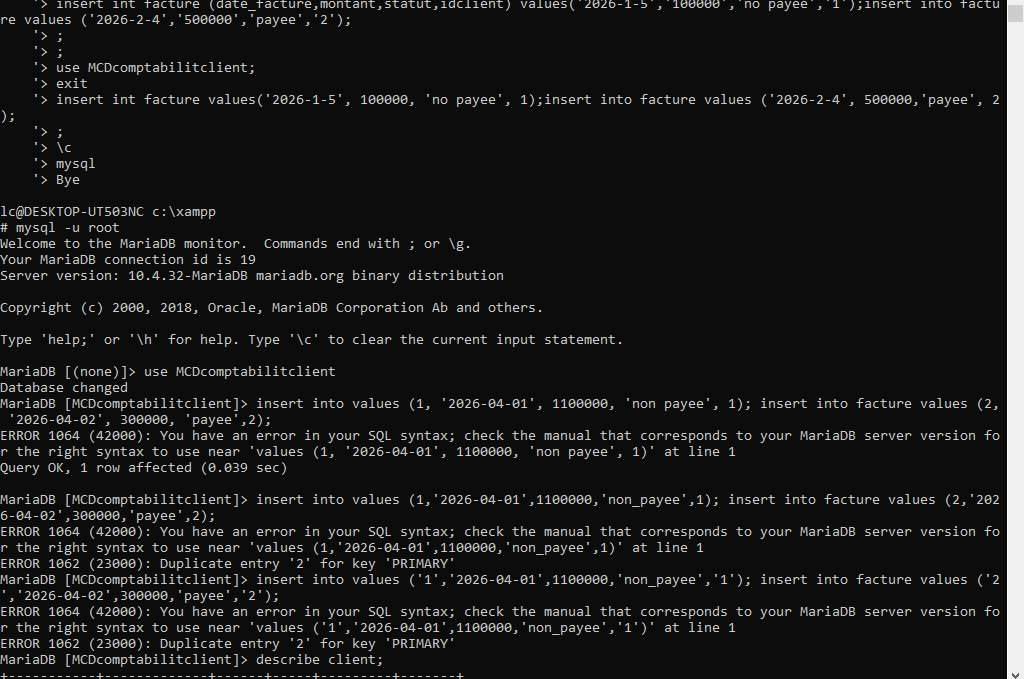 '> insert int facture (date_facture,montant,statut,idclient) values('2026-1-5','100000','no payee','1');insert into factu
re values ('2026-2-4','500000','payee','2');
'> ;
'> ;
'> use MCDcomptabilitclient;
'> exit
'> insert int facture values('2026-1-5', 100000, 'no payee', 1);insert into facture values ('2026-2-4', 500000,'payee', 2
);
'> ;
'> \c
'> mysql
'> Bye
lc@DESKTOP-UT503NC c:\xampp
# mysql -u root
Welcome to the MariaDB monitor.  Commands end with ; or \g.
Your MariaDB connection id is 19
Server version: 10.4.32-MariaDB mariadb.org binary distribution
Copyright (c) 2000, 2018, Oracle, MariaDB Corporation Ab and others.
Type 'help;' or '\h' for help. Type '\c' to clear the current input statement.
MariaDB [(none)]> use MCDcomptabilitclient
Database changed
MariaDB [MCDcomptabilitclient]> insert into values (1, '2026-04-01', 1100000, 'non payee', 1); insert into facture values (2,
 '2026-04-02', 300000, 'payee',2);
ERROR 1064 (42000): You have an error in your SQL syntax; check the manual that corresponds to your MariaDB server version fo
r the right syntax to use near 'values (1, '2026-04-01', 1100000, 'non payee', 1)' at line 1
Query OK, 1 row affected (0.039 sec)
MariaDB [MCDcomptabilitclient]> insert into values (1,'2026-04-01',1100000,'non_payee',1); insert into facture values (2,'202
6-04-02',300000,'payee',2);
ERROR 1064 (42000): You have an error in your SQL syntax; check the manual that corresponds to your MariaDB server version fo
r the right syntax to use near 'values (1,'2026-04-01',1100000,'non_payee',1)' at line 1
ERROR 1062 (23000): Duplicate entry '2' for key 'PRIMARY'
MariaDB [MCDcomptabilitclient]> insert into values ('1','2026-04-01',1100000,'non_payee','1'); insert into facture values ('2
','2026-04-02',300000,'payee','2');
ERROR 1064 (42000): You have an error in your SQL syntax; check the manual that corresponds to your MariaDB server version fo
r the right syntax to use near 'values ('1','2026-04-01',1100000,'non_payee','1')' at line 1
ERROR 1062 (23000): Duplicate entry '2' for key 'PRIMARY'
MariaDB [MCDcomptabilitclient]> describe client;
+-----------+-------------+------+-----+---------+-------+